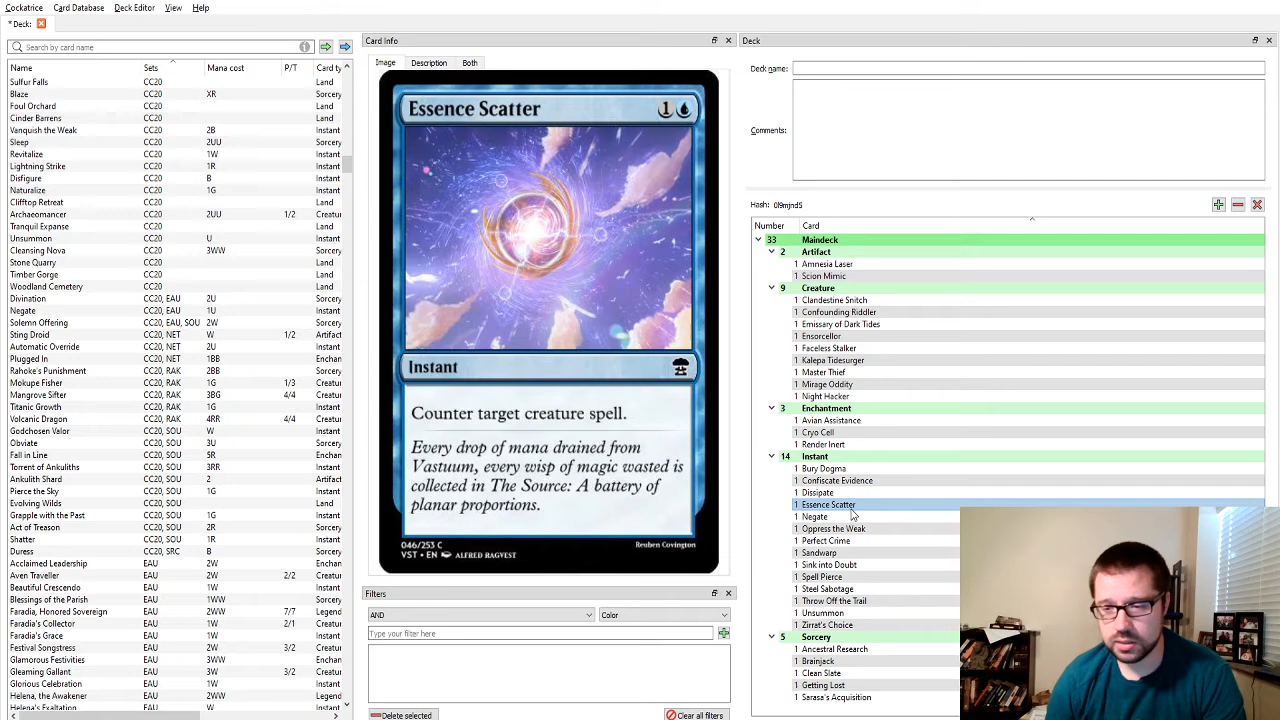 Cockatrice Card Database Deck Editor View Help
* Deck:
Search by card name
Name Sets Mana cost P/T Card ty
Sulfur Falls CC20 Land
Blaze CC20 XR Sorcery
Foul Orchard CC20 Land
Cinder Barrens CC20 Land
Vanquish the Weak CC20 2B Instant
Sleep CC20 2UU Sorcery
Revitalize CC20 1W Instant
Lightning Strike CC20 1R Instant
Disfigure CC20 B Instant
Naturalize CC20 1G Instant
Clifftop Retreat CC20 Land
Archaeomancer CC20 2UU 1/2 Creatur
Tranquil Expanse CC20 Land
Unsummon CC20 U Instant
Cleansing Nova CC20 3WW Sorcery
Stone Quarry CC20 Land
Timber Gorge CC20 Land
Woodland Cemetery CC20 Land
Divination CC20, EAU 2U Sorcery
Negate CC20, EAU 1U Instant
Solemn Offering CC20, EAU, SOU 2W Sorcery
Sting Droid CC20, NET W 1/2 Artifact
Automatic Override CC20, NET 2U Instant
Plugged In CC20, NET 1BB Enchan
Rahoke's Punishment CC20, RAK 2W Enchan
Mokupe Fisher CC20, RAK 1G 1/3 Creatur
Mangrove Sifter CC20, RAK 3BG 4/4 Creatur
Titanic Growth CC20, RAK 1G Instant
Volcanic Dragon CC20, RAK 4RR 4/4 Creatur
Godchosen Valor CC20, SOU W Instant
Obviate CC20, SOU 3U Instant
Fall in Line CC20, SOU 5R Instant
Torrent of Ankuliths CC20, SOU 3RR Instant
Ankulith Shard CC20, SOU 2 Artifact
Pierce the Sky CC20, SOU 1G Instant
Evolving Wilds CC20, SOU Land
Grapple with the Past CC20, SOU 1G Instant
Act of Treason CC20, SOU 2R Sorcery
Shatter CC20, SOU 1R Instant
Duress CC20, SRC B Sorcery
Acclaimed Leadership EAU 2W Enchan
Aven Traveller EAU 2W 2/2 Creatur
Beautiful Crescendo EAU 1W Instant
Blessings of the Parish EAU 1WW Instant
Faradia, Honored Sovereign EAU 2WW 7/7 Legend
Faradia's Collector EAU 1W 2/1 Creatur
Faradia's Grace EAU 1W Instant
Festival Songstress EAU 2W 3/2 Creatur
Glamorous Festivities EAU 3WW Enchan
Gleaming Gallant EAU 3W 3/2 Creatur
Glorious Celebration EAU 1W Instant
Helena, the Awakener EAU 2WW Legend
Helena's Exaltation EAU 2W Enchan
Card Info
Image Description Both
Essence Scatter 1
Instant
Counter target creature spell.
Every drop of mana drained from
Vastuum, every wisp of magic wasted is
collected in The Source: A battery of
planar proportions.
046/253 C
VST • EN ALFRED RAGVEST Reuben Covington
Filters
AND Color
Type your filter here
Delete selected Clear all filters
Deck
Deck name:
Comments:
Hash: 0l9mjnd5
Number Card
33 Maindeck
2 Artifact
1 Amnesia Laser
1 Scion Mimic
9 Creature
1 Clandestine Snitch
1 Confounding Riddler
1 Emissary of Dark Tides
1 Ensorcellor
1 Faceless Stalker
1 Kalepa Tidesurger
1 Master Thief
1 Mirage Oddity
1 Night Hacker
3 Enchantment
1 Avian Assistance
1 Cryo Cell
1 Render Inert
14 Instant
1 Bury Dogma
1 Confiscate Evidence
1 Dissipate
1 Essence Scatter
1 Negate
1 Oppress the Weak
1 Perfect Crime
1 Sandwarp
1 Sink into Doubt
1 Spell Pierce
1 Steel Sabotage
1 Throw Off the Trail
1 Unsummon
1 Zirrat's Choice
5 Sorcery
1 Ancestral Research
1 Brainjack
1 Clean Slate
1 Getting Lost
1 Sarasa's Acquisition